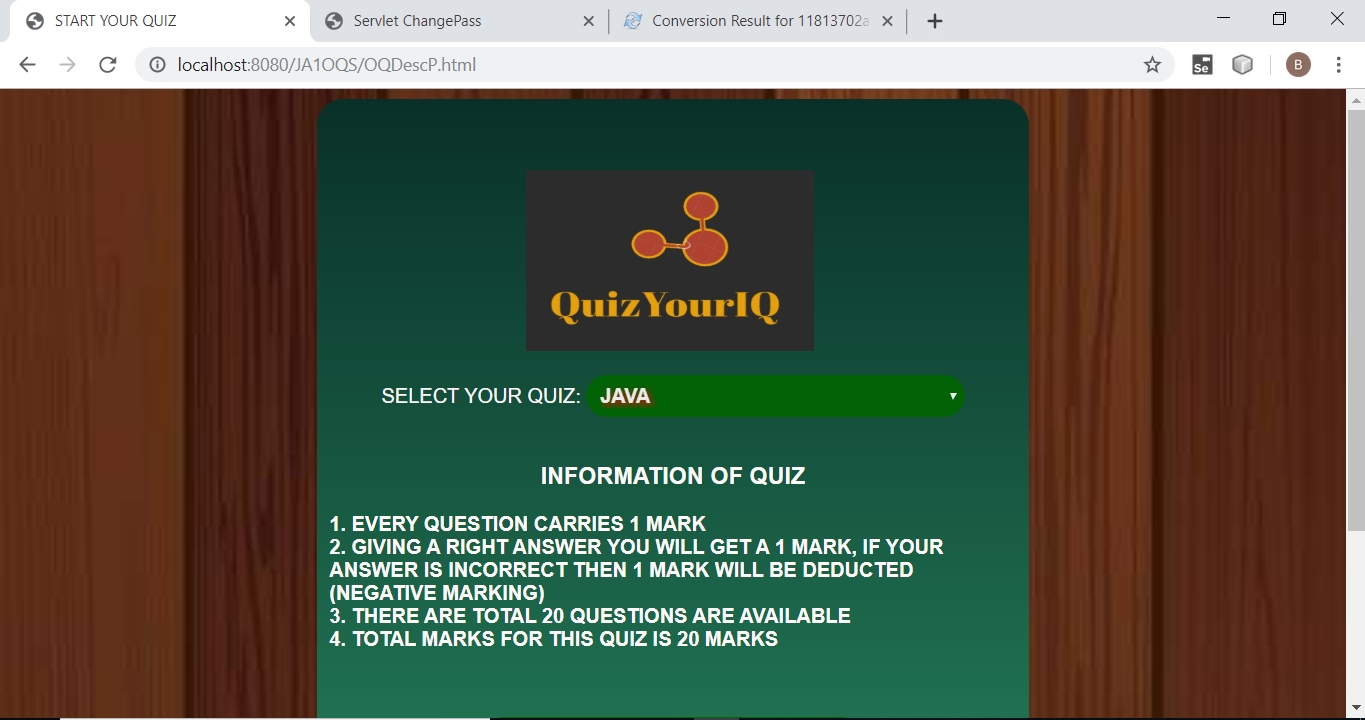 START YOUR QUIZ
Servlet ChangePass
Conversion Result for 11813702a
localhost:8080/JA1OQS/OQDescP.html
Se
B
QuizYourIQ
SELECT YOUR QUIZ: JAVA
INFORMATION OF QUIZ
1. EVERY QUESTION CARRIES 1 MARK
2. GIVING A RIGHT ANSWER YOU WILL GET A 1 MARK, IF YOUR
ANSWER IS INCORRECT THEN 1 MARK WILL BE DEDUCTED
(NEGATIVE MARKING)
3. THERE ARE TOTAL 20 QUESTIONS ARE AVAILABLE
4. TOTAL MARKS FOR THIS QUIZ IS 20 MARKS